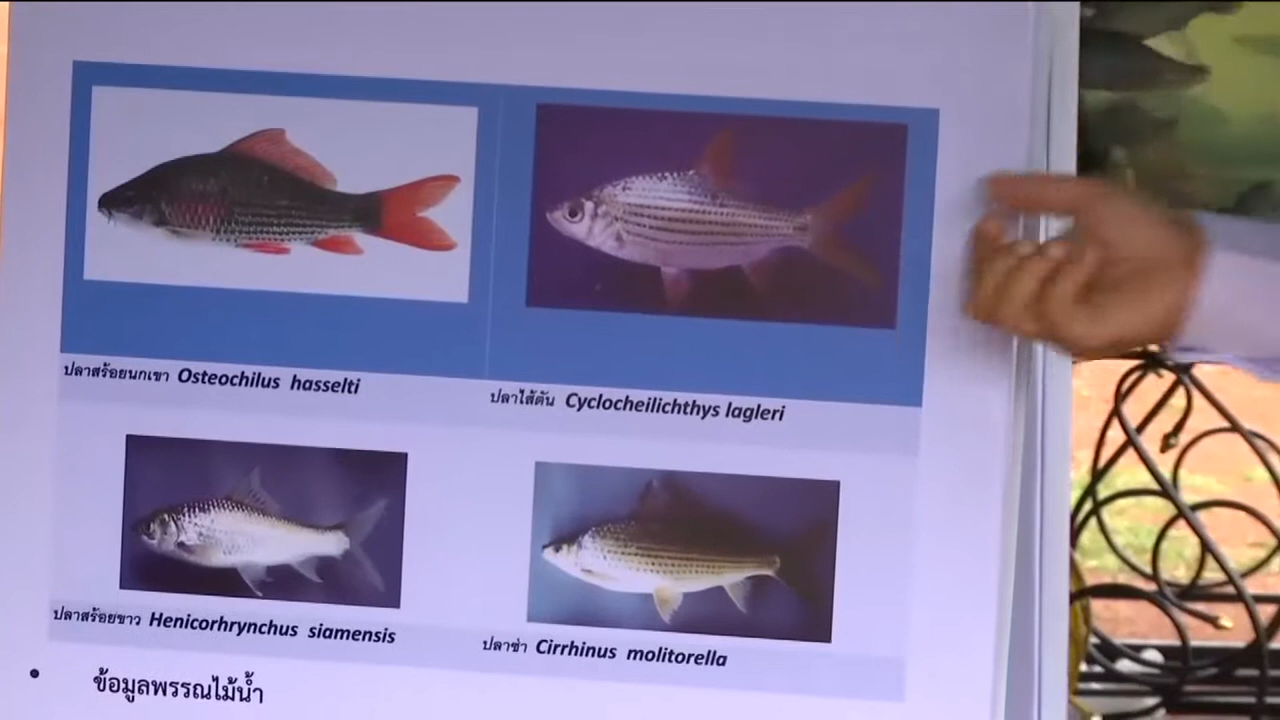 ปลาสร้อยนกเขา Osteochilus hasselti
ปลาไส้ตัน Cyclocheilichthys lagleri
ปลาสร้อยขาว Henicorhrynchus siamensis
ปลาซ่า Cirrhinus molitorella
• ข้อมูลพรรณไม้น้ำ